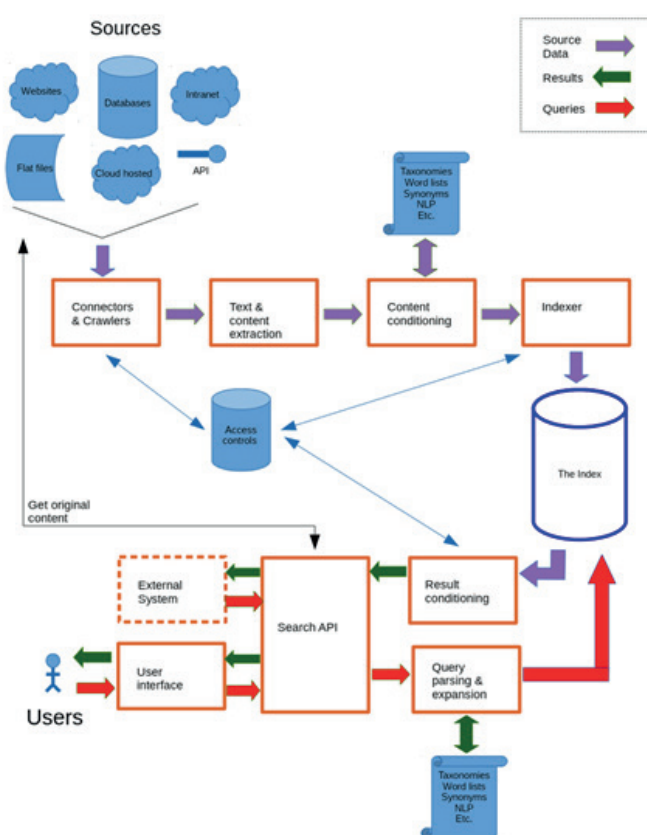 Sources
Source
Data
Results
Queries
Websites
Databases
Intranet
Flat files
Cloud hosted
API
Taxonomies
Word lists
Synonyms
NLP
Etc.
Connectors
& Crawlers
Text &
content
extraction
Content
conditioning
Indexer
Access
controls
The Index
Get original
content
External
System
Search API
Result
conditioning
User
interface
Query
parsing &
expansion
Users
Taxonomies
Word lists
Synonyms
NLP
Etc.